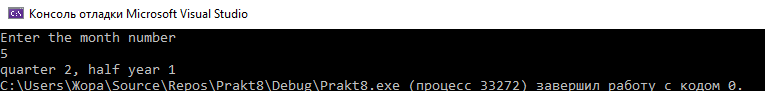 Консоль отладки Microsoft Visual Studio
Enter the month number
5
quarter 2, half year 1
C:\Users\Жора\Source\Repos\Prakt8\Debug\Prakt8.exe (процесс 33272) завершил работу с кодом 0.